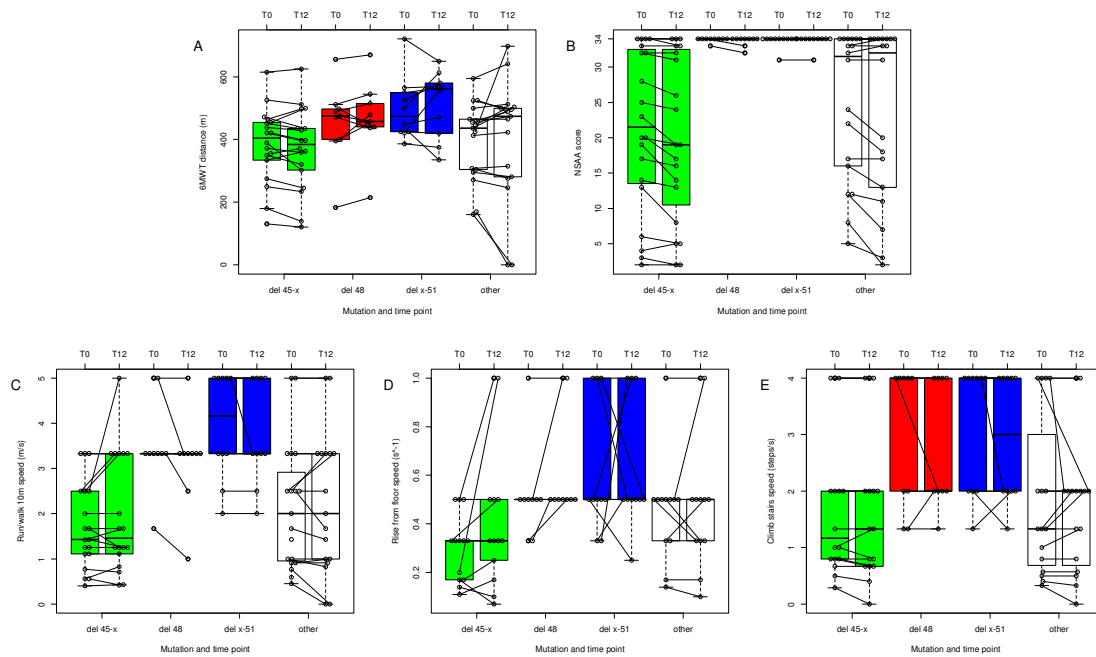 T0 T12 T0 T12 T0 T12 T0 T12
A
6MWT distance (m)
600
400
200
0
del 45-x del 48 del x-51 other
Mutation and time point
T0 T12 T0 T12 T0 T12 T0 T12
B
NSAA score
34
30
25
20
15
10
5
del 45-x del 48 del x-51 other
Mutation and time point
T0 T12 T0 T12 T0 T12 T0 T12
C
Run/walk 10m speed (m/s)
5
4
3
2
1
0
del 45-x del 48 del x-51 other
Mutation and time point
T0 T12 T0 T12 T0 T12 T0 T12
D
Rise from floor speed (s^-1)
1.0
0.8
0.6
0.4
0.2
del 45-x del 48 del x-51 other
Mutation and time point
T0 T12 T0 T12 T0 T12 T0 T12
E
Climb stairs speed (steps/s)
4
3
2
1
0
del 45-x del 48 del x-51 other
Mutation and time point